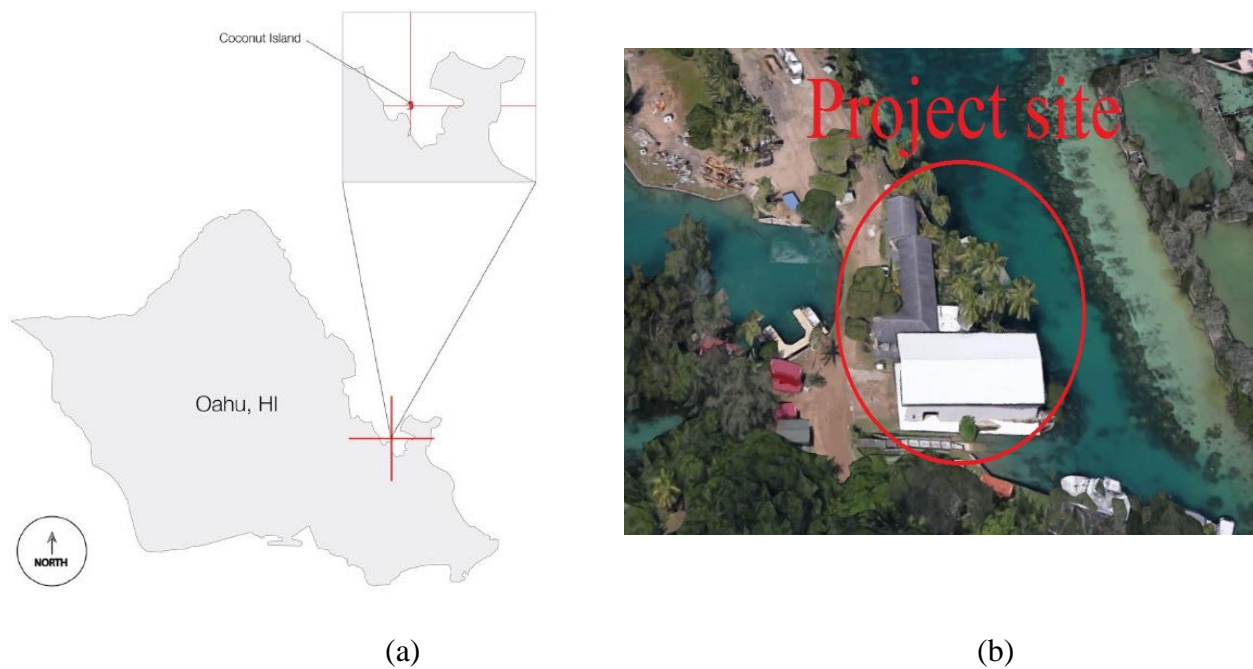 Coconut Island
Oahu, HI
NORTH
Project site
(a)
(b)